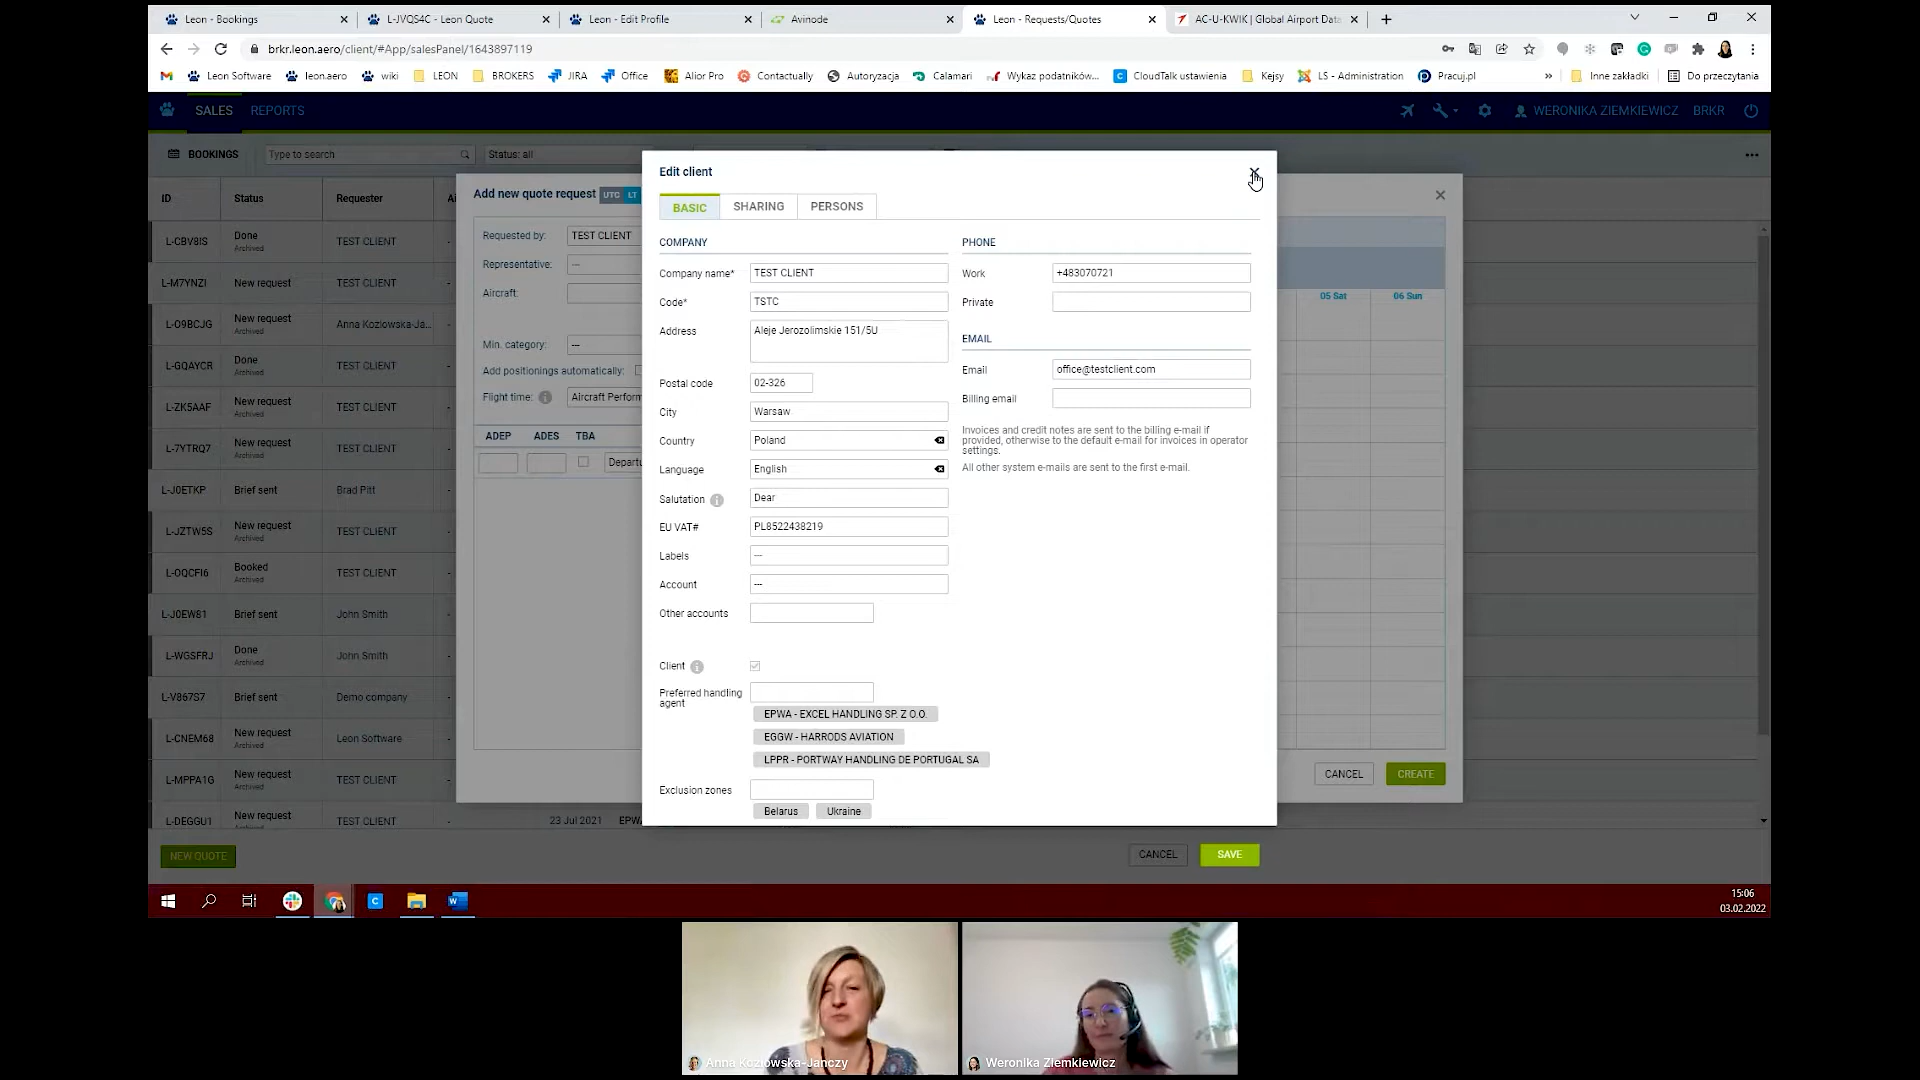 Leon - Bookings
L-JVQS4C - Leon Quote
Leon - Edit Profile
Avinode
Leon - Requests/Quotes
AC-U-KWIK | Global Airport Data
brkr.leon.aero/client/#App/salesPanel/1643897119
Leon Software
leon.aero
wiki
LEON
BROKERS
JIRA
Office
Alior Pro
Contactually
Autoryzacja
Calamari
Wykaz podatników...
CloudTalk ustawienia
Kejsy
LS - Administration
Pracuj.pl
»
Inne zakładki
Do przeczytania
SALES
REPORTS
WERONIKA ZIEMKIEWICZ
BRKR
BOOKINGS
Type to search
Status: all
ID
Status
Requester
L-CBV8IS
Done
Archived
TEST CLIENT
-
L-M7YNZI
New request
TEST CLIENT
-
L-O9BCJG
New request
Archived
Anna Kozlowska-Ja...
-
L-GQAYCR
Done
Archived
TEST CLIENT
-
L-ZK5AAF
New request
Archived
TEST CLIENT
-
L-7YTRQ7
New request
Archived
TEST CLIENT
-
L-J0ETKP
Brief sent
Brad Pitt
-
L-JZTW5S
New request
Archived
TEST CLIENT
-
L-OQCFI6
Booked
Archived
TEST CLIENT
-
L-J0EW81
Brief sent
John Smith
-
L-WGSFRJ
Done
Archived
John Smith
-
L-V867S7
Brief sent
Demo company
-
L-CNEM68
New request
Archived
Leon Software
-
L-MPPA1G
New request
Archived
TEST CLIENT
-
L-DEGGU1
New request
Archived
TEST CLIENT
-
23 Jul 2021
NEW QUOTE
Add new quote request
UTC
LT
Requested by:
TEST CLIENT
Representative:
---
Aircraft:
Min. category:
---
Add positionings automatically:
Flight time:
Aircraft Perform
ADEP
ADES
TBA
Departu
05 Sat
06 Sun
CANCEL
CREATE
Edit client
BASIC
SHARING
PERSONS
COMPANY
Company name*
TEST CLIENT
Code*
TSTC
Address
Aleje Jerozolimskie 151/5U
Postal code
02-326
City
Warsaw
Country
Poland
Language
English
Salutation
Dear
EU VAT#
PL8522438219
Labels
---
Account
---
Other accounts
Client
Preferred handling
agent
EPWA - EXCEL HANDLING SP. Z O.O.
EGGW - HARRODS AVIATION
LPPR - PORTWAY HANDLING DE PORTUGAL SA
Exclusion zones
Belarus
Ukraine
PHONE
Work
+483070721
Private
EMAIL
Email
office@testclient.com
Billing email
Invoices and credit notes are sent to the billing e-mail if
provided, otherwise to the default e-mail for invoices in operator
settings.
All other system e-mails are sent to the first e-mail.
CANCEL
SAVE
15:06
03.02.2022
Anna Kozlowska-Janczy
Weronika Ziemkiewicz